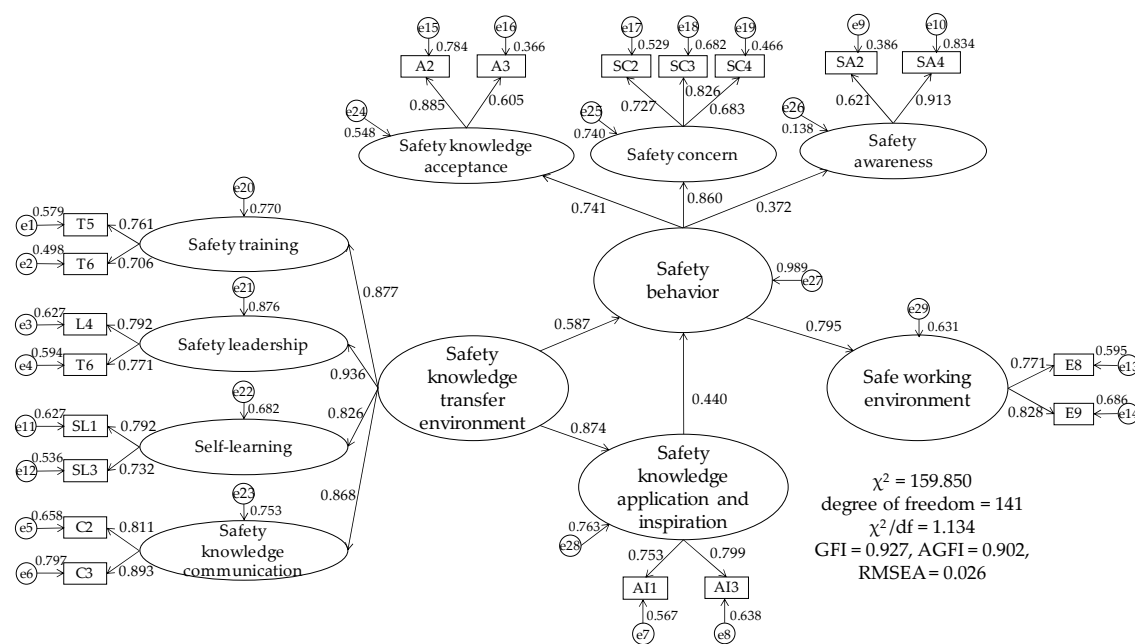 e15
e16
e17
e18
e19
e9
e10
0.784
0.366
0.529
0.682
0.466
0.386
0.834
A2
A3
SC2
SC3
SC4
SA2
SA4
0.885
0.605
0.727
0.826
0.683
0.621
0.913
e24
0.548
e25
0.740
e26
0.138
Safety knowledge
acceptance
Safety concern
Safety
awareness
0.741
0.860
0.372
e20
0.770
e1
0.579
T5
0.761
e2
0.498
T6
0.706
Safety training
0.877
e21
0.876
e3
0.627
L4
0.792
e4
0.594
T6
0.771
Safety leadership
0.936
e22
0.682
e11
0.627
SL1
0.792
e12
0.536
SL3
0.732
Self-learning
0.826
e23
0.753
e5
0.658
C2
0.811
e6
0.797
C3
0.893
Safety
knowledge
communication
0.868
Safety
knowledge
transfer
environment
0.587
0.874
Safety
behavior
0.989
e27
0.440
0.795
e29
0.631
Safe working
environment
0.771
E8
0.595
e13
0.828
E9
0.686
e14
Safety
knowledge
application and
inspiration
0.763
e28
0.753
0.799
AI1
AI3
0.567
0.638
e7
e8
χ² = 159.850
degree of freedom = 141
χ²/df = 1.134
GFI = 0.927, AGFI = 0.902,
RMSEA = 0.026